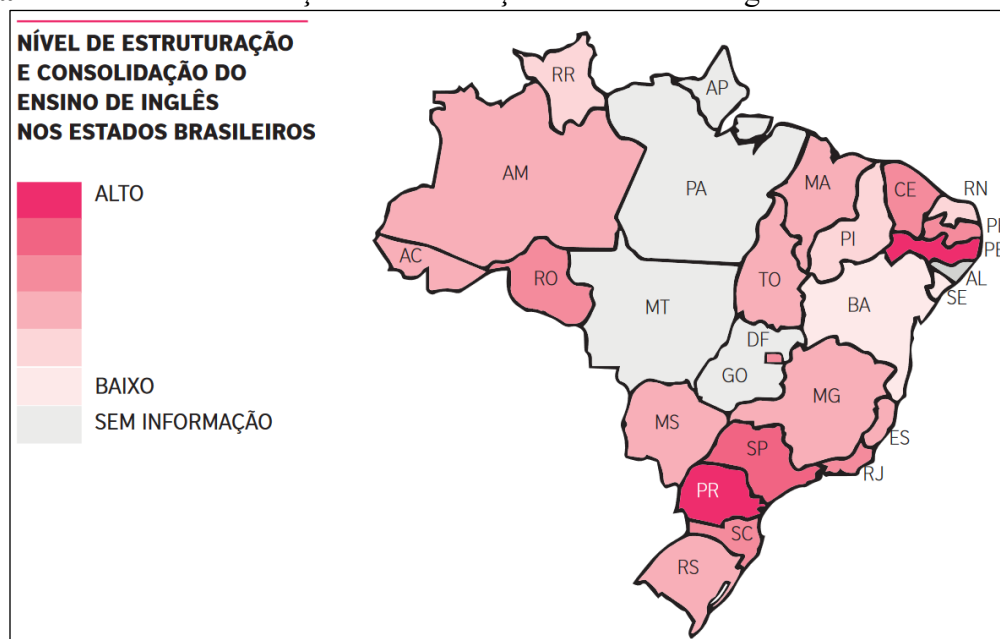 NÍVEL DE ESTRUTURAÇÃO
E CONSOLIDAÇÃO DO
ENSINO DE INGLÊS
NOS ESTADOS BRASILEIROS
ALTO
BAIXO
SEM INFORMAÇÃO
RR
AP
AM
PA
MA
CE
RN
PI
PE
AC
RO
TO
AL
SE
MT
BA
DF
GO
MG
MS
ES
SP
RJ
PR
SC
RS